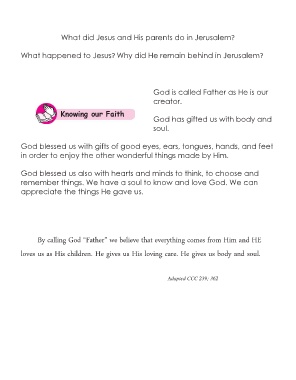 What did Jesus and His parents do in Jerusalem?
What happened to Jesus? Why did He remain behind in Jerusalem?
God is called Father as He is our
creator.
Knowing our Faith
God has gifted us with body and
soul.
God blessed us with gifts of good eyes, ears, tongues, hands, and feet
in order to enjoy the other wonderful things made by Him.
God blessed us also with hearts and minds to think, to choose and
remember things. We have a soul to know and love God. We can
appreciate the things He gave us.
By calling God "Father" we believe that everything comes from Him and HE
loves us as His children. He gives us His loving care. He gives us body and soul.
Adapted CCC 239, 362